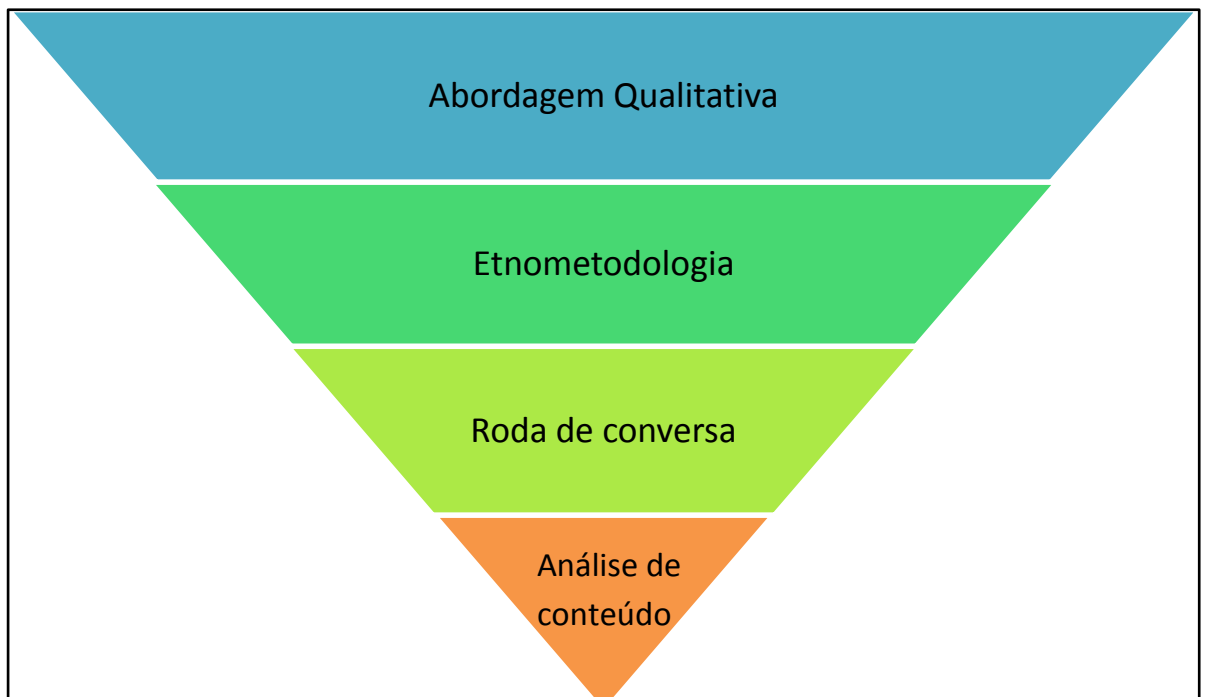 Abordagem Qualitativa
Etnometodologia
Roda de conversa
Análise de
conteúdo